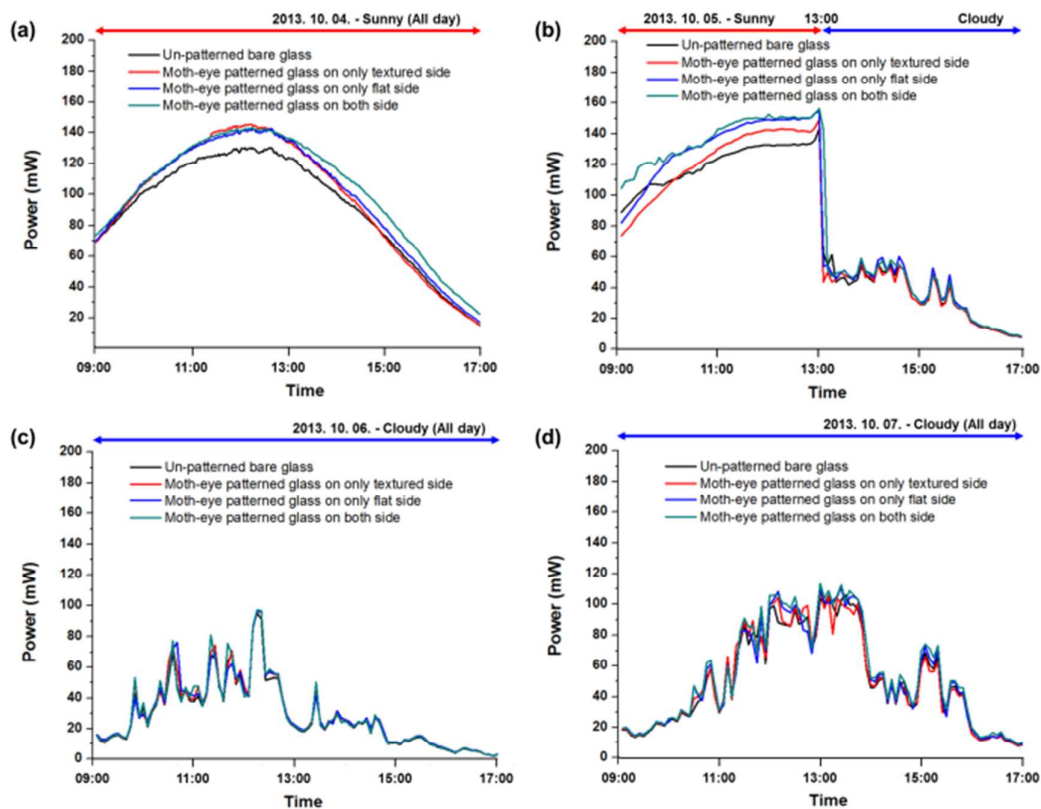 (a)
2013. 10. 04. - Sunny (All day)
200
180
160
140
120
100
80
60
40
20
Un-patterned bare glass
Moth-eye patterned glass on only textured side
Moth-eye patterned glass on only flat side
Moth-eye patterned glass on both side
Power (mW)
09:00 11:00 13:00 15:00 17:00
Time
(b)
2013. 10. 05. - Sunny 13:00 Cloudy
200
180
160
140
120
100
80
60
40
20
0
Un-patterned bare glass
Moth-eye patterned glass on only textured side
Moth-eye patterned glass on only flat side
Moth-eye patterned glass on both side
Power (mW)
09:00 11:00 13:00 15:00 17:00
Time
(c)
2013. 10. 06. - Cloudy (All day)
200
180
160
140
120
100
80
60
40
20
0
Un-patterned bare glass
Moth-eye patterned glass on only textured side
Moth-eye patterned glass on only flat side
Moth-eye patterned glass on both side
Power (mW)
09:00 11:00 13:00 15:00 17:00
Time
(d)
2013. 10. 07. - Cloudy (All day)
200
180
160
140
120
100
80
60
40
20
0
Un-patterned bare glass
Moth-eye patterned glass on only textured side
Moth-eye patterned glass on only flat side
Moth-eye patterned glass on both side
Power (mW)
09:00 11:00 13:00 15:00 17:00
Time